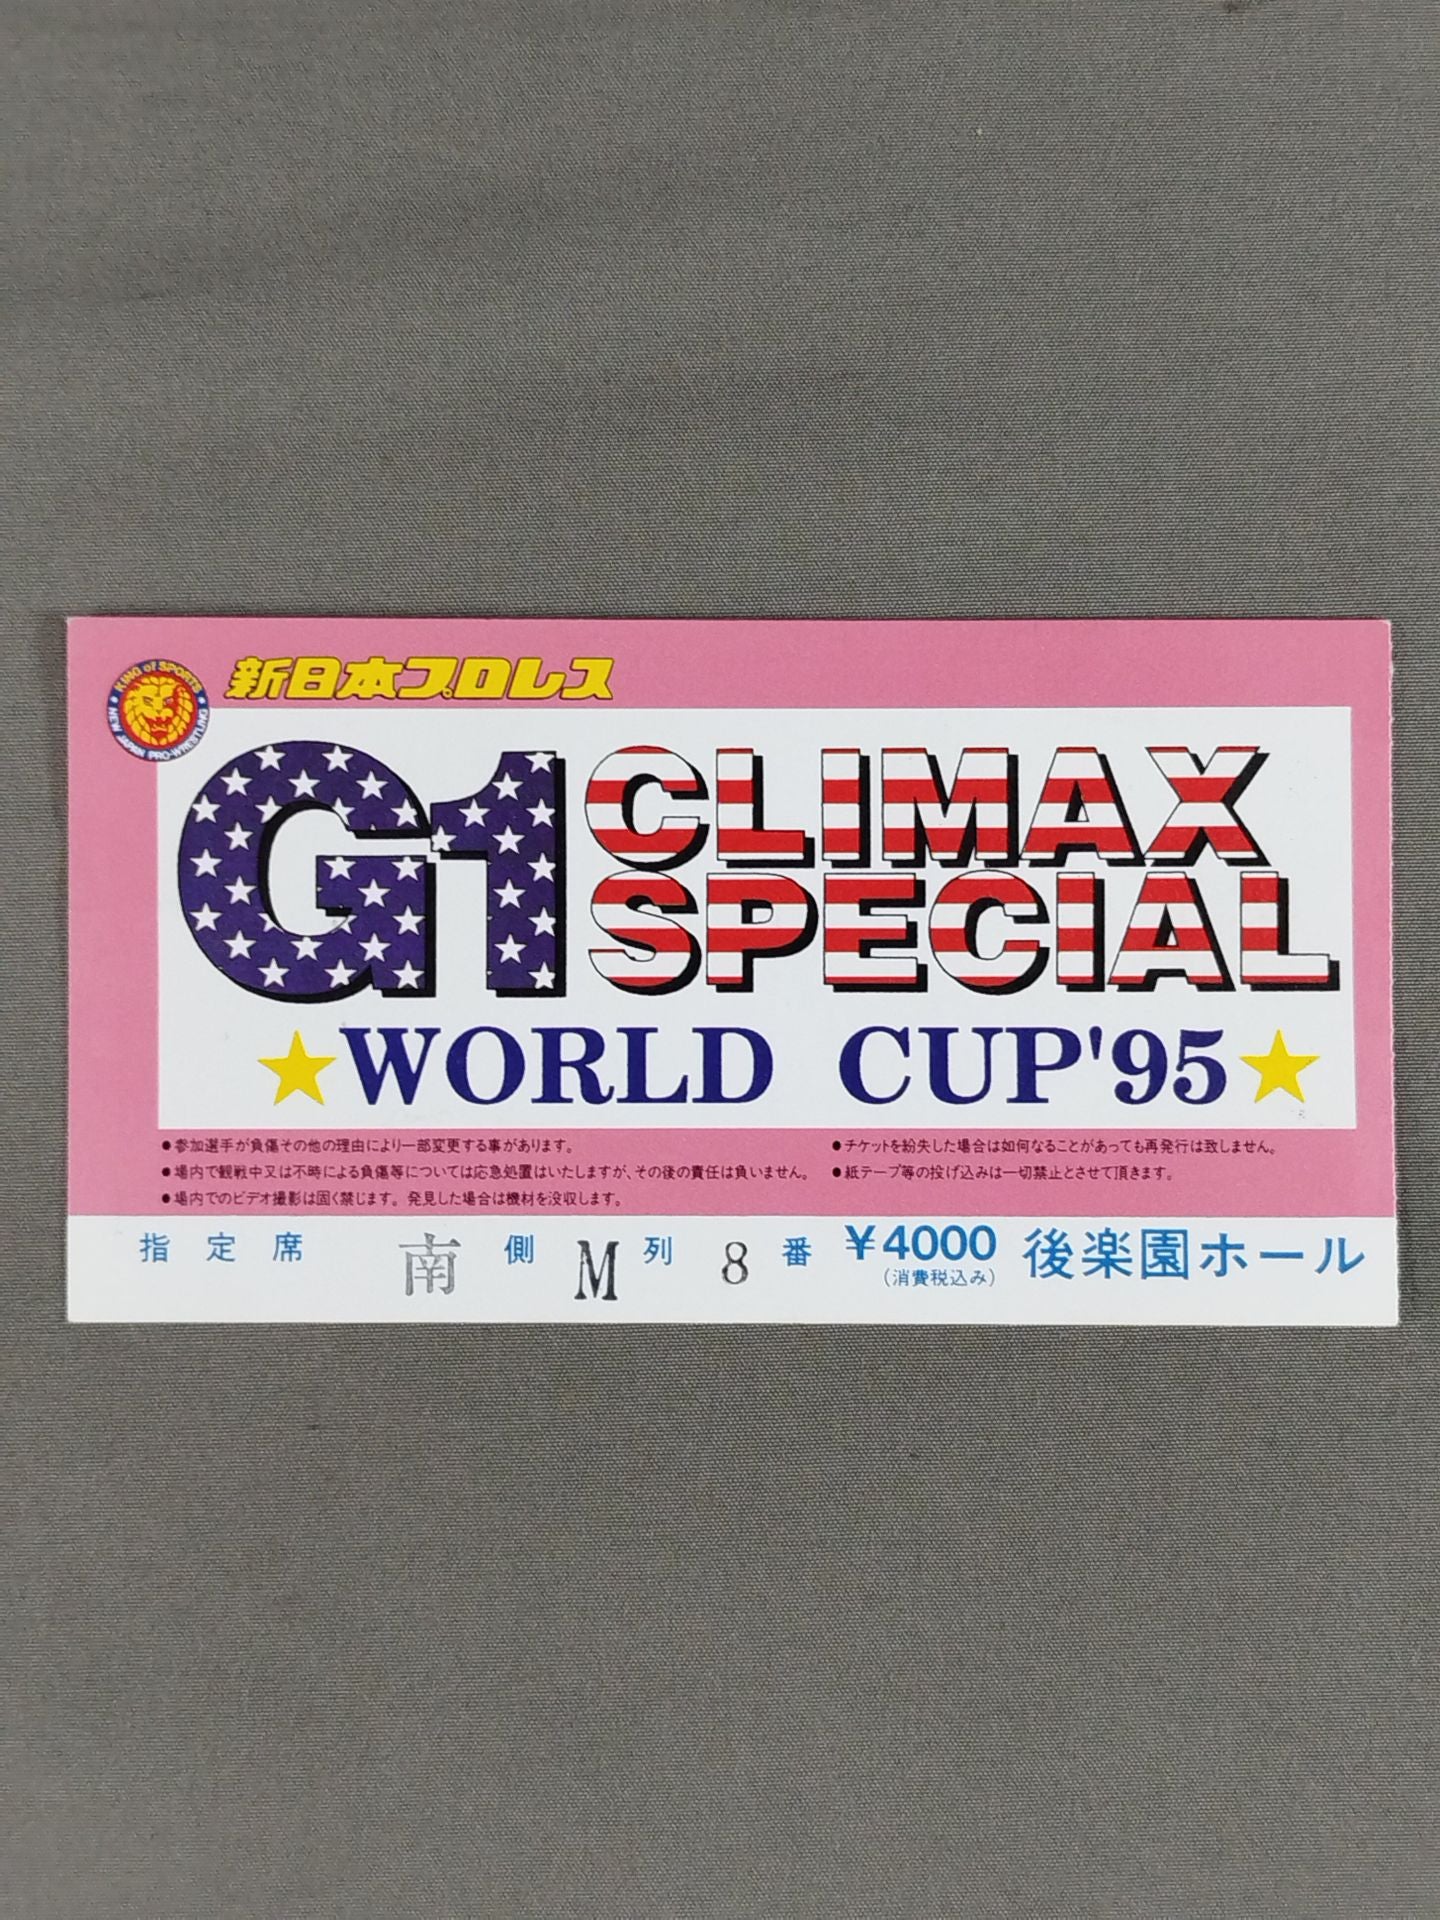 KING of SPORTS
NEW JAPAN PRO-WRESTLING
新日本プロレス
G1 CLIMAX
SPECIAL
★WORLD CUP'95★
●参加選手が負傷その他の理由により一部変更する事があります。
●場内で観戦中又は不時による負傷等については応急処置はいたしますが、その後の責任は負いません。
●場内でのビデオ撮影は固く禁じます。発見した場合は機材を没収します。
●チケットを紛失した場合は如何なることがあっても再発行は致しません。
●紙テープ等の投げ込みは一切禁止とさせて頂きます。
指定席 南側 M列 8番 ¥4000 後楽園ホール
(消費税込み)